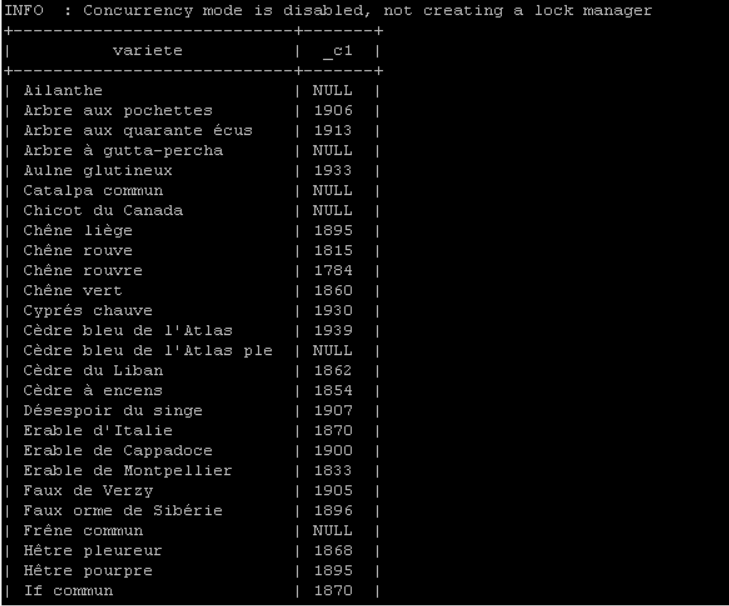 INFO  : Concurrency mode is disabled, not creating a lock manager
+----------------------------+-------+
|          variete           |  _c1  |
+----------------------------+-------+
| Ailanthe                   | NULL  |
| Arbre aux pochettes        | 1906  |
| Arbre aux quarante écus    | 1913  |
| Arbre à gutta-percha       | NULL  |
| Aulne glutineux            | 1933  |
| Catalpa commun             | NULL  |
| Chicot du Canada           | NULL  |
| Chêne liège                | 1895  |
| Chêne rouve                | 1815  |
| Chêne rouvre               | 1784  |
| Chêne vert                 | 1860  |
| Cyprés chauve              | 1930  |
| Cèdre bleu de l'Atlas      | 1939  |
| Cèdre bleu de l'Atlas ple  | NULL  |
| Cèdre du Liban             | 1862  |
| Cèdre à encens             | 1854  |
| Désespoir du singe         | 1907  |
| Erable d'Italie            | 1870  |
| Erable de Cappadoce        | 1900  |
| Erable de Montpellier      | 1833  |
| Faux de Verzy              | 1905  |
| Faux orme de Sibérie       | 1896  |
| Frêne commun               | NULL  |
| Hêtre pleureur             | 1868  |
| Hêtre pourpre              | 1895  |
| If commun                  | 1870  |